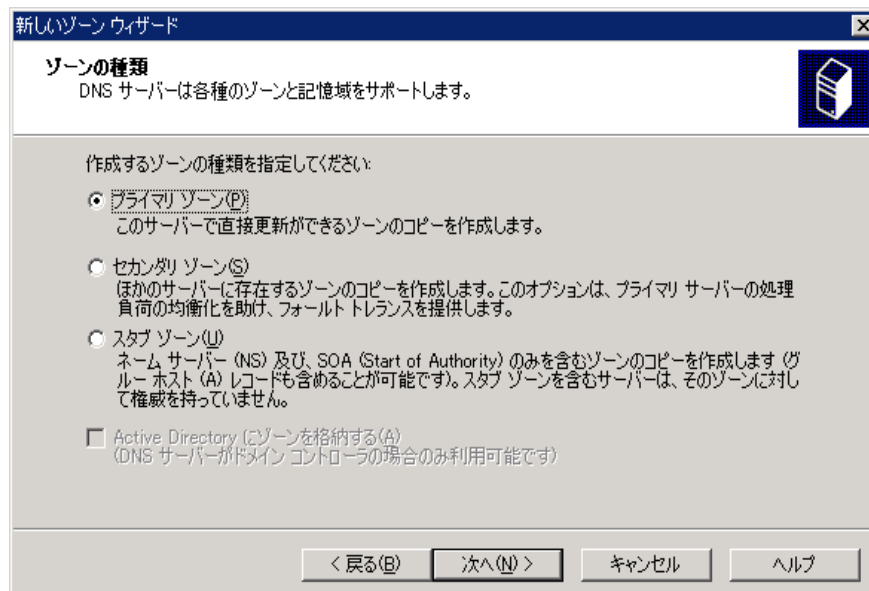 新しいゾーン ウィザード
ゾーンの種類
DNS サーバーは各種のゾーンと記憶域をサポートします。
作成するゾーンの種類を指定してください:
プライマリ ゾーン(P)
このサーバーで直接更新ができるゾーンのコピーを作成します。
セカンダリ ゾーン(S)
ほかのサーバーに存在するゾーンのコピーを作成します。このオプションは、プライマリ サーバーの処理
負荷の均衡化を助け、フォールト トレランスを提供します。
スタブ ゾーン(U)
ネーム サーバー (NS) 及び、SOA (Start of Authority) のみを含むゾーンのコピーを作成します (グ
ルー ホスト (A) レコードも含めることが可能です)。スタブ ゾーンを含むサーバーは、そのゾーンに対し
て権威を持っていません。
Active Directory にゾーンを格納する(A)
(DNS サーバーがドメイン コントローラの場合のみ利用可能です)
< 戻る(B) 次へ(N) > キャンセル ヘルプ